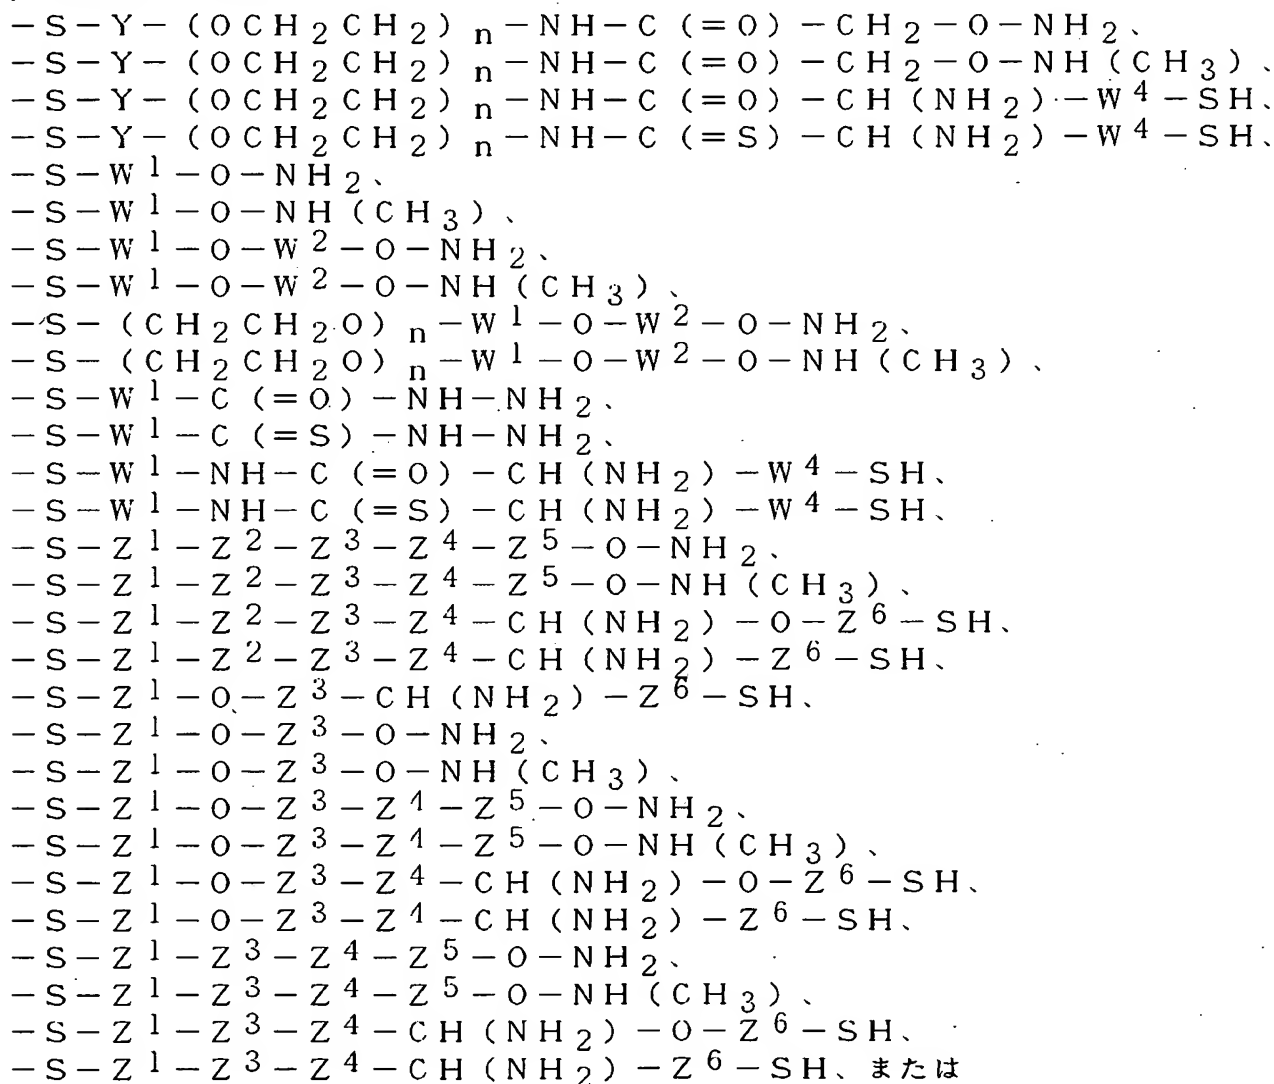 －S－Y－（OCH2CH2）n－NH－C（＝O）－CH2－O－NH2、
－S－Y－（OCH2CH2）n－NH－C（＝O）－CH2－O－NH（CH3）、
－S－Y－（OCH2CH2）n－NH－C（＝O）－CH（NH2）－W4－SH、
－S－Y－（OCH2CH2）n－NH－C（＝S）－CH（NH2）－W4－SH、
－S－W1－O－NH2、
－S－W1－O－NH（CH3）、
－S－W1－O－W2－O－NH2、
－S－W1－O－W2－O－NH（CH3）、
－S－（CH2CH2O）n－W1－O－W2－O－NH2、
－S－（CH2CH2O）n－W1－O－W2－O－NH（CH3）、
－S－W1－C（＝O）－NH－NH2、
－S－W1－C（＝S）－NH－NH2、
－S－W1－NH－C（＝O）－CH（NH2）－W4－SH、
－S－W1－NH－C（＝S）－CH（NH2）－W4－SH、
－S－Z1－Z2－Z3－Z4－Z5－O－NH2、
－S－Z1－Z2－Z3－Z4－Z5－O－NH（CH3）、
－S－Z1－Z2－Z3－Z4－CH（NH2）－O－Z6－SH、
－S－Z1－Z2－Z3－Z4－CH（NH2）－Z6－SH、
－S－Z1－O－Z3－CH（NH2）－Z6－SH、
－S－Z1－O－Z3－O－NH2、
－S－Z1－O－Z3－O－NH（CH3）、
－S－Z1－O－Z3－Z4－Z5－O－NH2、
－S－Z1－O－Z3－Z4－Z5－O－NH（CH3）、
－S－Z1－O－Z3－Z4－CH（NH2）－O－Z6－SH、
－S－Z1－O－Z3－Z4－CH（NH2）－Z6－SH、
－S－Z1－Z3－Z4－Z5－O－NH2、
－S－Z1－Z3－Z4－Z5－O－NH（CH3）、
－S－Z1－Z3－Z4－CH（NH2）－O－Z6－SH、
－S－Z1－Z3－Z4－CH（NH2）－Z6－SH、または